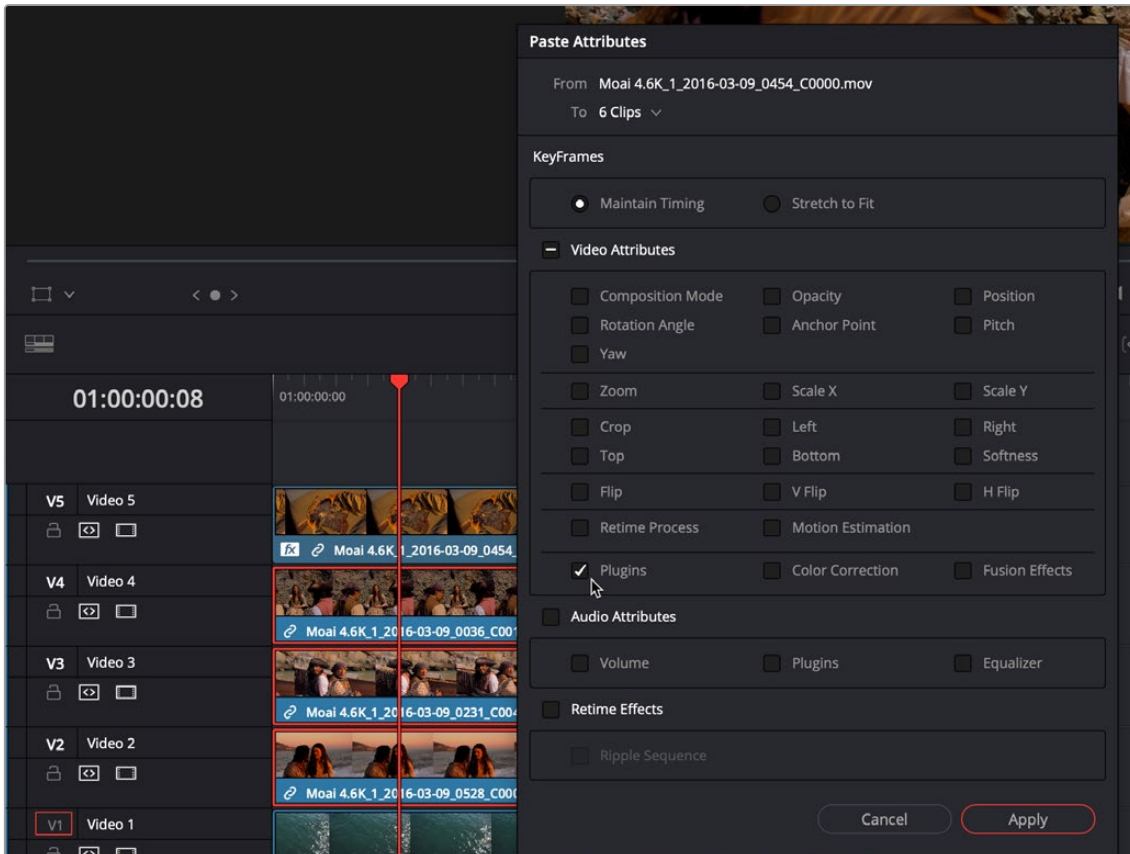 Paste Attributes
From Moai 4.6K_1_2016-03-09_0454_C0000.mov
To 6 Clips
KeyFrames
Maintain Timing Stretch to Fit
Video Attributes
Composition Mode Opacity Position
Rotation Angle Anchor Point Pitch
Yaw
Zoom Scale X Scale Y
Crop Left Right
Top Bottom Softness
Flip V Flip H Flip
Retime Process Motion Estimation
Plugins Color Correction Fusion Effects
Audio Attributes
Volume Plugins Equalizer
Retime Effects
Ripple Sequence
Cancel Apply
01:00:00:08
01:00:00:00
V5 Video 5
fx Moai 4.6K_1_2016-03-09_0454_
V4 Video 4
Moai 4.6K_1_2016-03-09_0036_C001
V3 Video 3
Moai 4.6K_1_2016-03-09_0231_C004
V2 Video 2
Moai 4.6K_1_2016-03-09_0528_C000
V1 Video 1